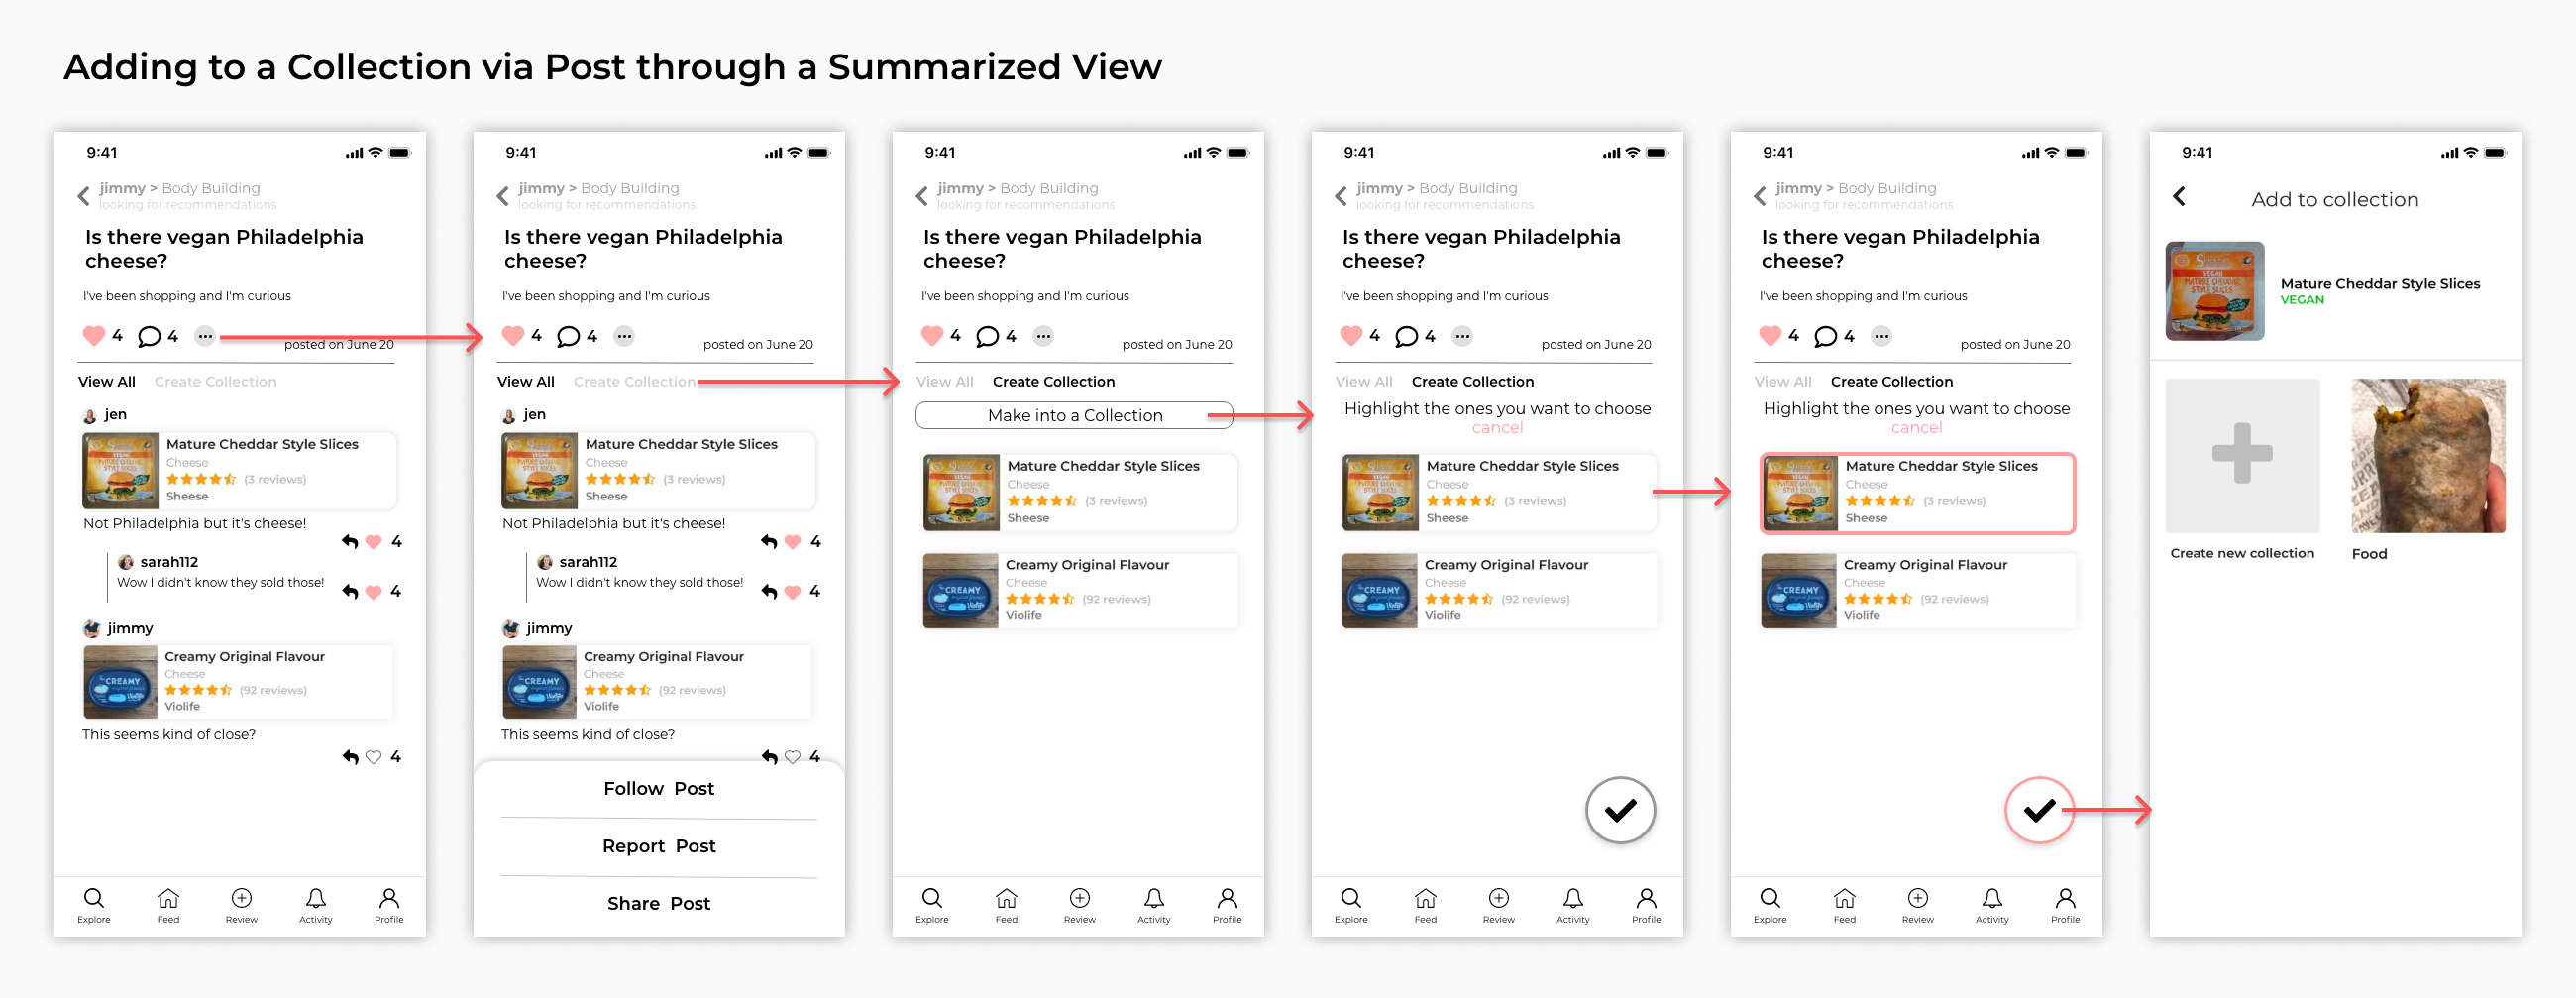 Adding to a Collection via Post through a Summarized View
9:41
jimmy > Body Building
looking for recommendations
Is there vegan Philadelphia
cheese?
I've been shopping and I'm curious
4 4 ...
posted on June 20
View All Create Collection
jen
Mature Cheddar Style Slices
Cheese
(3 reviews)
Sheese
Not Philadelphia but it's cheese!
4
sarah112
Wow I didn't know they sold those!
4
jimmy
CREAMY
Creamy Original Flavour
Cheese
(92 reviews)
Violife
This seems kind of close?
4
Explore Feed Review Activity Profile
9:41
jimmy > Body Building
looking for recommendations
Is there vegan Philadelphia
cheese?
I've been shopping and I'm curious
4 4 ...
posted on June 20
View All Create Collection
jen
Mature Cheddar Style Slices
Cheese
(3 reviews)
Sheese
Not Philadelphia but it's cheese!
4
sarah112
Wow I didn't know they sold those!
4
jimmy
CREAMY
Creamy Original Flavour
Cheese
(92 reviews)
Violife
This seems kind of close?
4
Follow Post
Report Post
Share Post
9:41
jimmy > Body Building
looking for recommendations
Is there vegan Philadelphia
cheese?
I've been shopping and I'm curious
4 4 ...
posted on June 20
View All Create Collection
Make into a Collection
Mature Cheddar Style Slices
Cheese
(3 reviews)
Sheese
CREAMY
Creamy Original Flavour
Cheese
(92 reviews)
Violife
Explore Feed Review Activity Profile
9:41
jimmy > Body Building
looking for recommendations
Is there vegan Philadelphia
cheese?
I've been shopping and I'm curious
4 4 ...
posted on June 20
View All Create Collection
Highlight the ones you want to choose
cancel
Mature Cheddar Style Slices
Cheese
(3 reviews)
Sheese
CREAMY
Creamy Original Flavour
Cheese
(92 reviews)
Violife
Explore Feed Review Activity Profile
9:41
jimmy > Body Building
looking for recommendations
Is there vegan Philadelphia
cheese?
I've been shopping and I'm curious
4 4 ...
posted on June 20
View All Create Collection
Highlight the ones you want to choose
cancel
Mature Cheddar Style Slices
Cheese
(3 reviews)
Sheese
CREAMY
Creamy Original Flavour
Cheese
(92 reviews)
Violife
Explore Feed Review Activity Profile
9:41
Add to collection
VEGAN
MATURE CHEDDAR
STYLE SLICES
Mature Cheddar Style Slices
VEGAN
Create new collection
Food